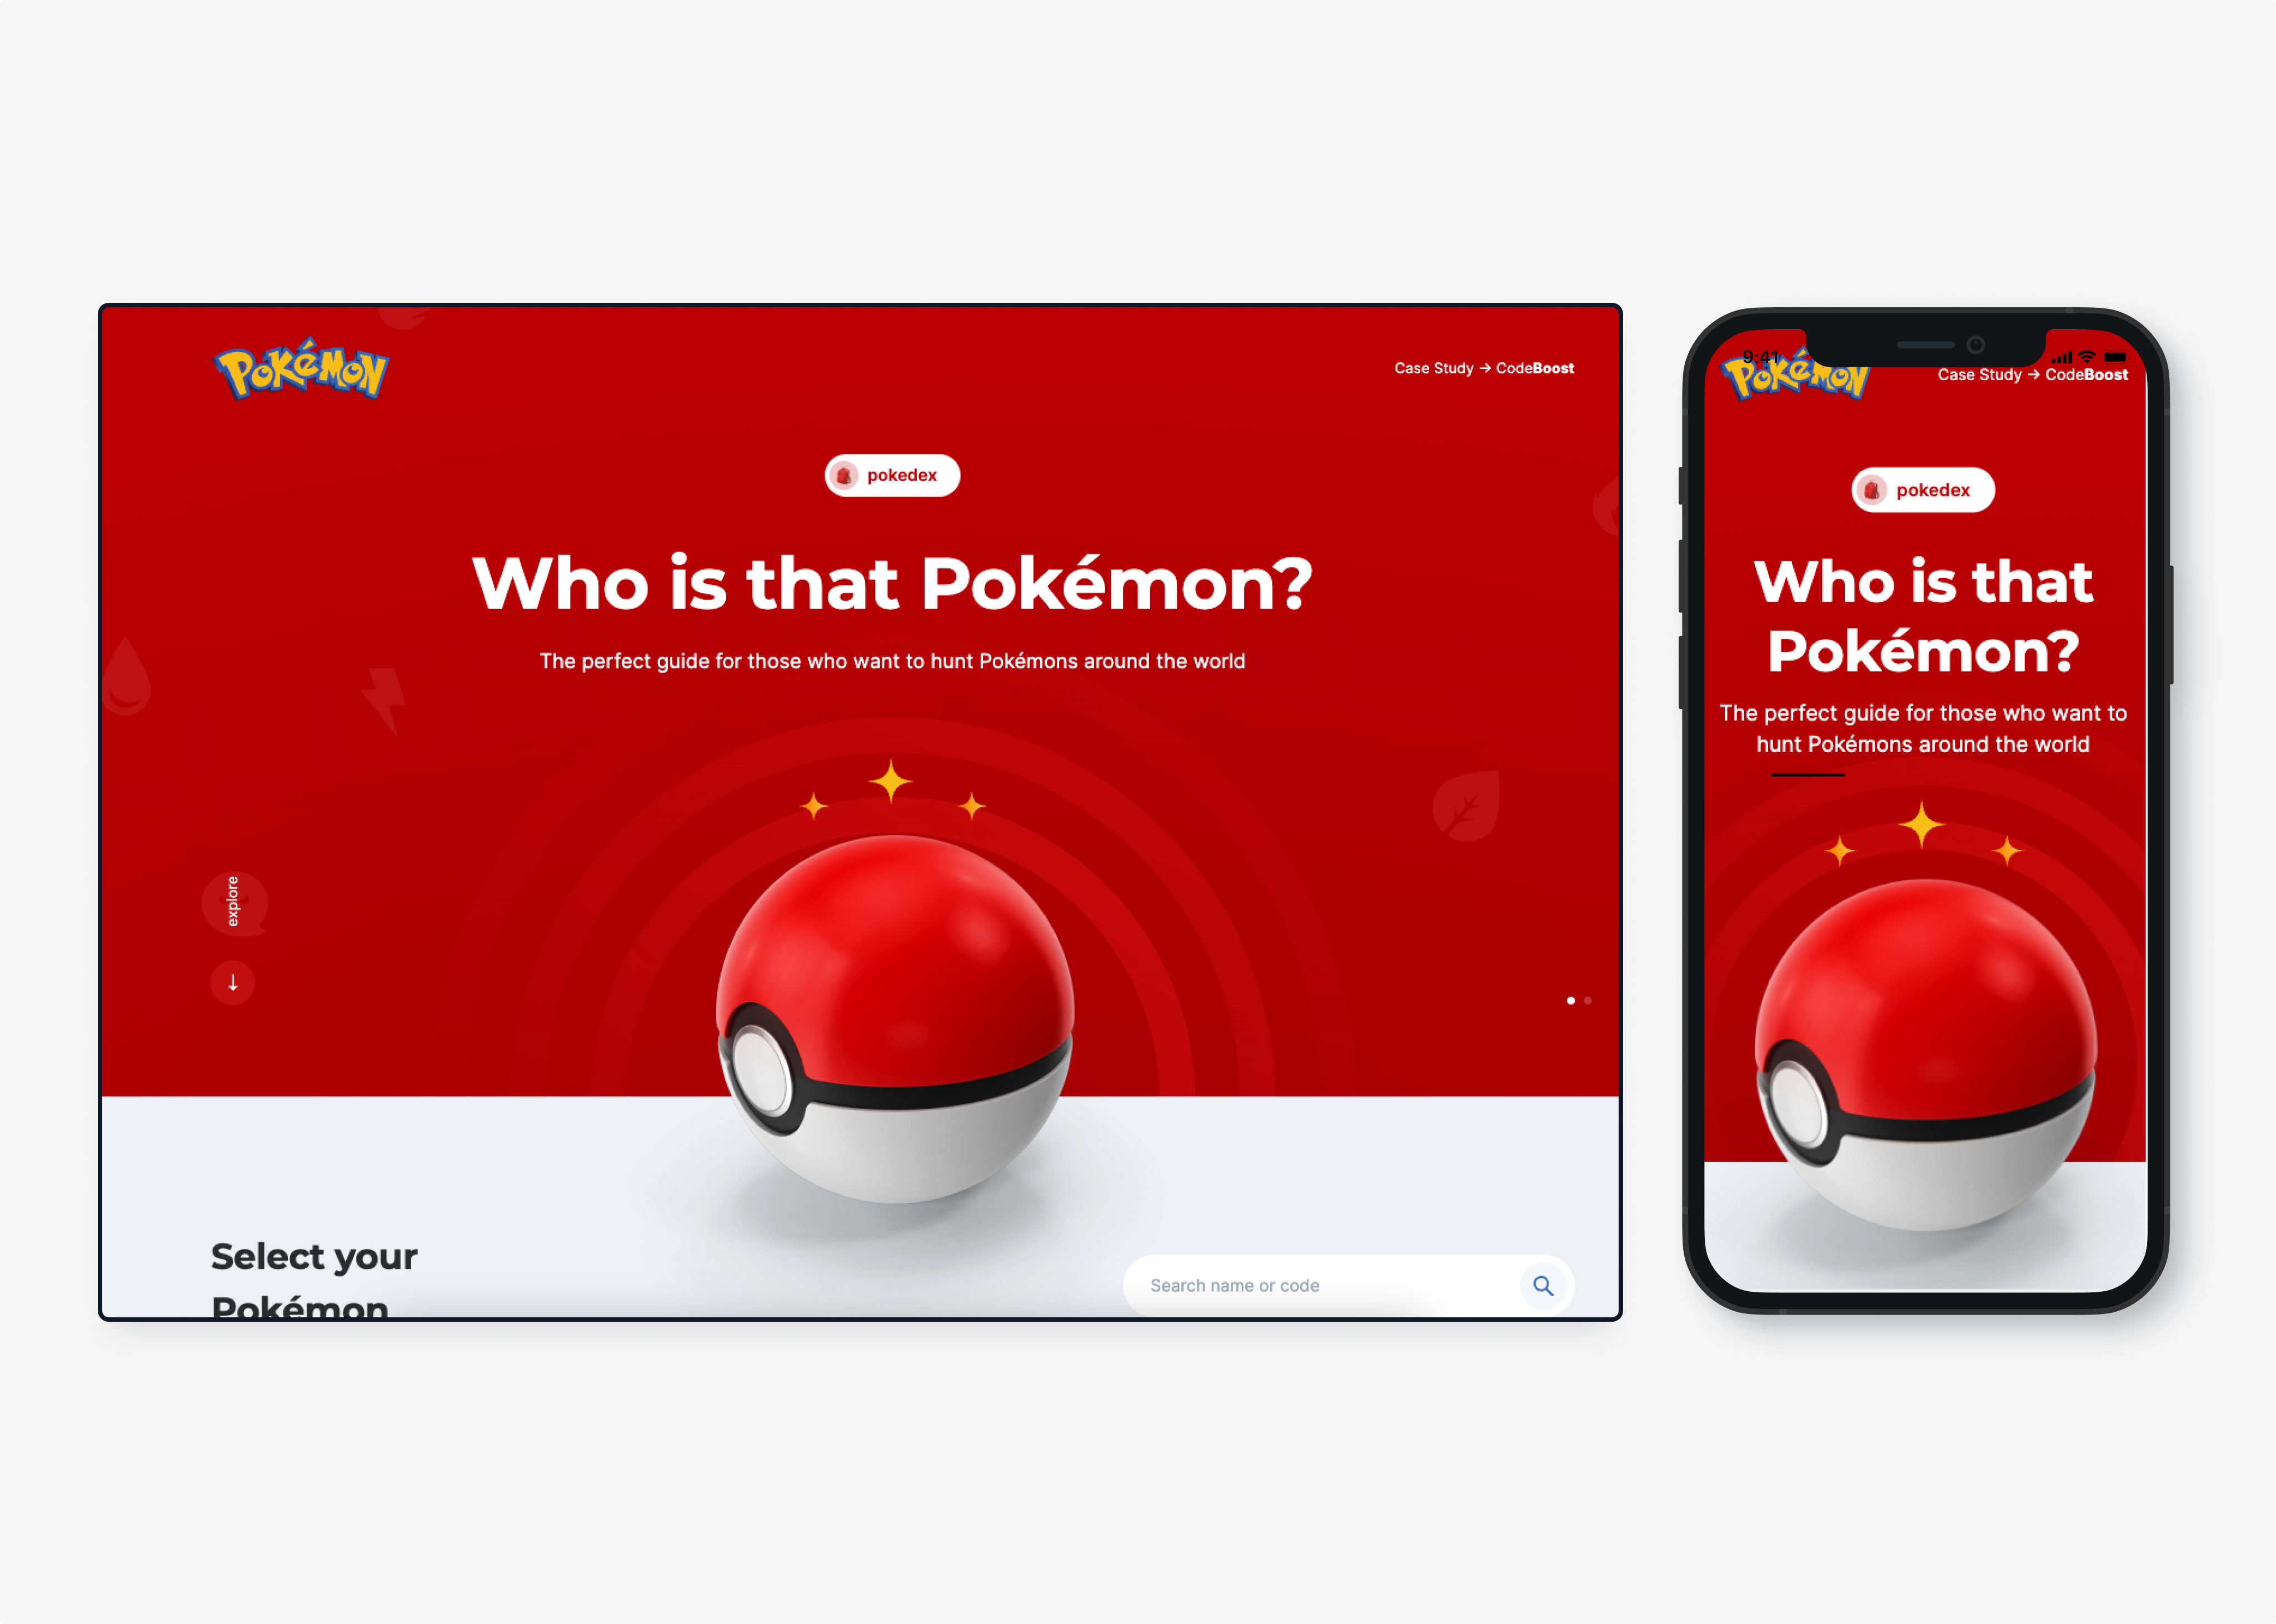 Pokémon
Case Study → CodeBoost
pokedex
Who is that Pokémon?
The perfect guide for those who want to hunt Pokémons around the world
explore
Select your
Pokémon
Search name or code
9:41
Pokémon
Case Study → CodeBoost
pokedex
Who is that
Pokémon?
The perfect guide for those who want to
hunt Pokémons around the world